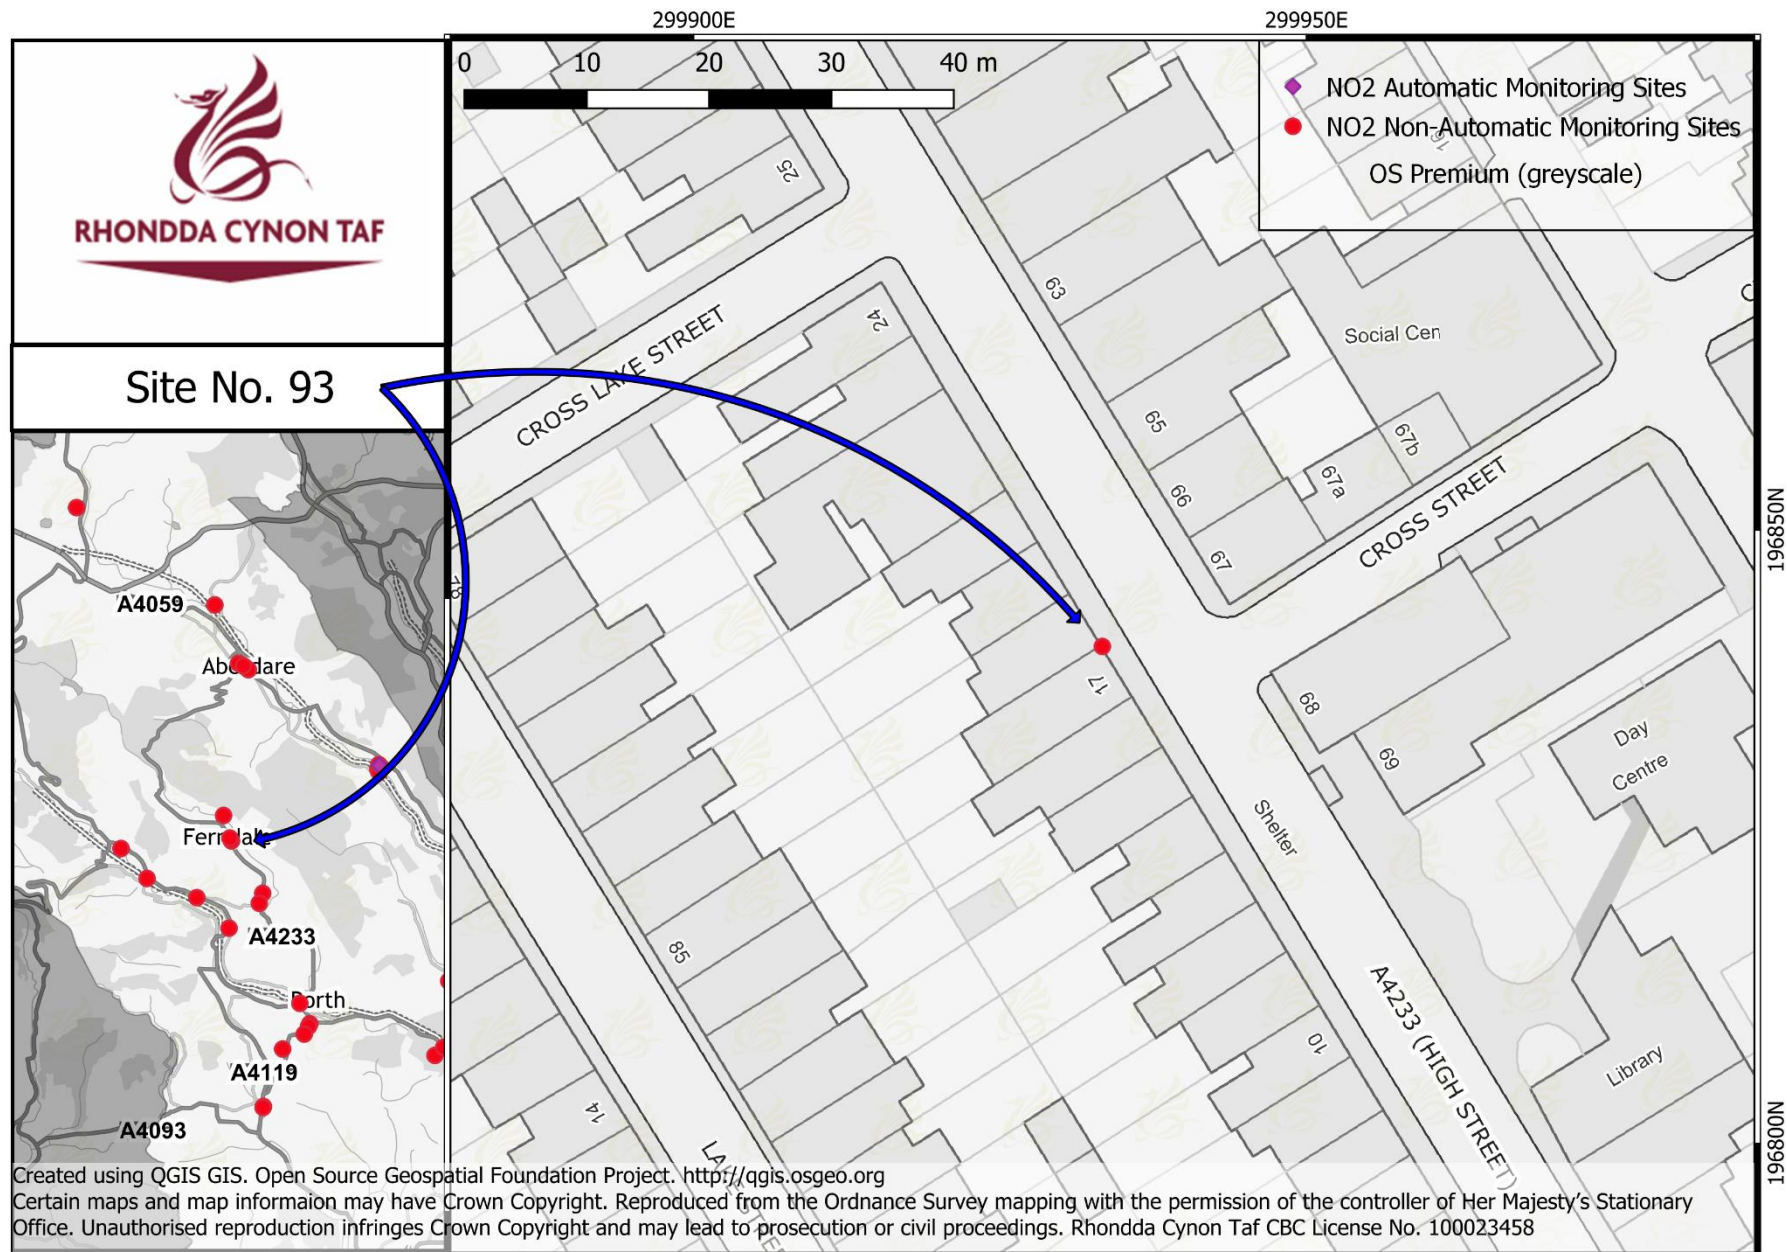 299900E
299950E
0 10 20 30 40 m
NO2 Automatic Monitoring Sites
NO2 Non-Automatic Monitoring Sites
OS Premium (greyscale)
RHONDDA CYNON TAF
Site No. 93
A4059
Aberdare
Ferndale
A4233
Porth
A4119
A4093
25
24
63
Social Cen
CROSS LAKE STREET
65
66
67
67a
67b
16
CROSS STREET
196850N
78
17
68
69
Day
Centre
Shelter
85
10
14
A4233 (HIGH STREET)
Library
196800N
Created using QGIS GIS. Open Source Geospatial Foundation Project. http://qgis.osgeo.org
Certain maps and map informaion may have Crown Copyright. Reproduced from the Ordnance Survey mapping with the permission of the controller of Her Majesty's Stationary
Office. Unauthorised reproduction infringes Crown Copyright and may lead to prosecution or civil proceedings. Rhondda Cynon Taf CBC License No. 100023458